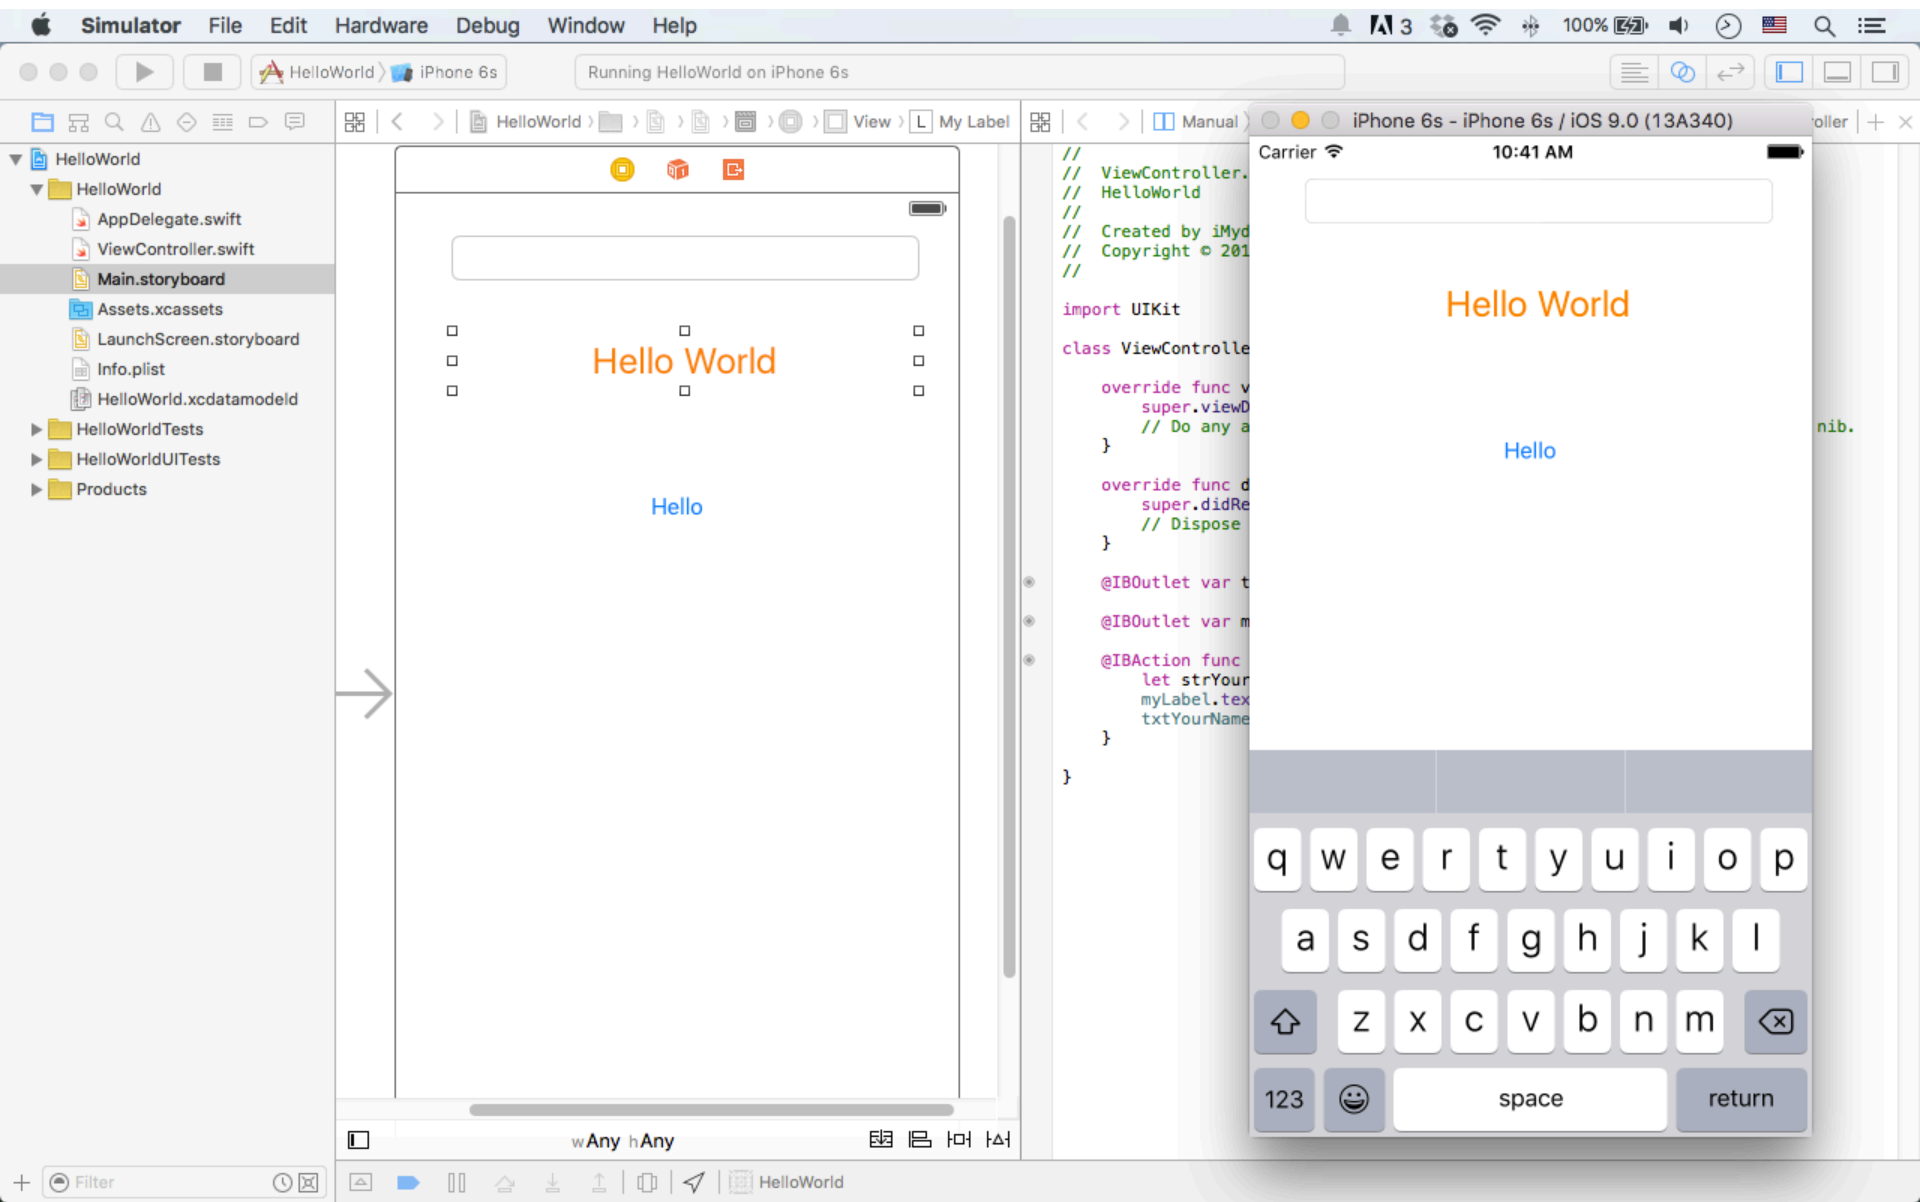 Simulator File Edit Hardware Debug Window Help 3 100%
HelloWorld iPhone 6s Running HelloWorld on iPhone 6s
HelloWorld View L My Label
Manual
oller
HelloWorld
HelloWorld
AppDelegate.swift
ViewController.swift
Main.storyboard
Assets.xcassets
LaunchScreen.storyboard
Info.plist
HelloWorld.xcdatamodeld
HelloWorldTests
HelloWorldUITests
Products
Filter
Hello World
Hello
wAny hAny
HelloWorld
//
// ViewController.
// HelloWorld
//
// Created by iMyd
// Copyright © 201
//
import UIKit
class ViewControlle
override func v
super.viewD
// Do any a
nib.
}
override func d
super.didRe
// Dispose
}
@IBOutlet var t
@IBOutlet var m
@IBAction func
let strYour
myLabel.tex
txtYourName
}
}
iPhone 6s - iPhone 6s / iOS 9.0 (13A340)
Carrier 10:41 AM
Hello World
Hello
q w e r t y u i o p
a s d f g h j k l
z x c v b n m
123 space return